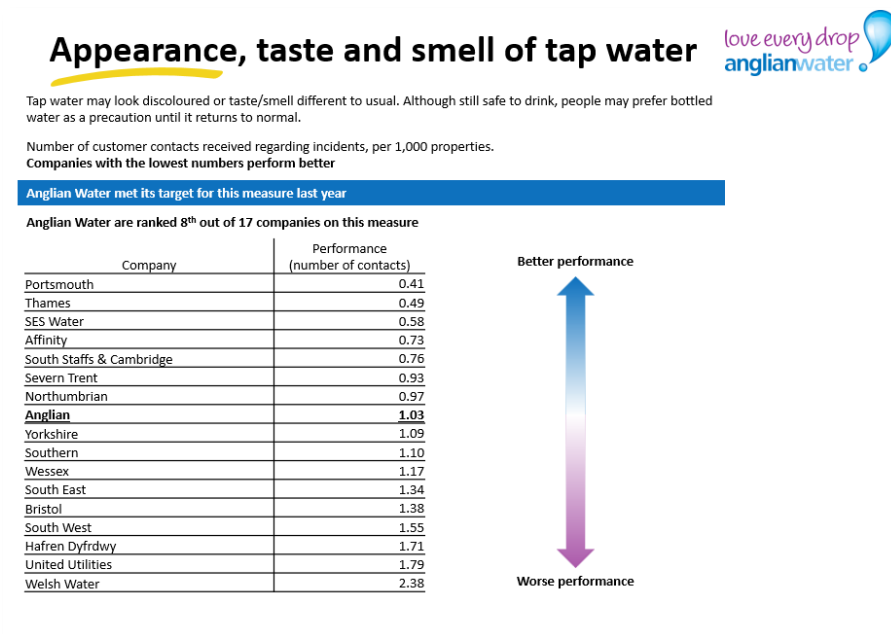 Appearance, taste and smell of tap water
love every drop
anglianwater
Tap water may look discoloured or taste/smell different to usual. Although still safe to drink, people may prefer bottled
water as a precaution until it returns to normal.
Number of customer contacts received regarding incidents, per 1,000 properties.
Companies with the lowest numbers perform better
Anglian Water met its target for this measure last year
Anglian Water are ranked 8th out of 17 companies on this measure
Company Performance
(number of contacts)
Portsmouth 0.41
Thames 0.49
SES Water 0.58
Affinity 0.73
South Staffs & Cambridge 0.76
Severn Trent 0.93
Northumbrian 0.97
Anglian 1.03
Yorkshire 1.09
Southern 1.10
Wessex 1.17
South East 1.34
Bristol 1.38
South West 1.55
Hafren Dyfrdwy 1.71
United Utilities 1.79
Welsh Water 2.38
Better performance
Worse performance